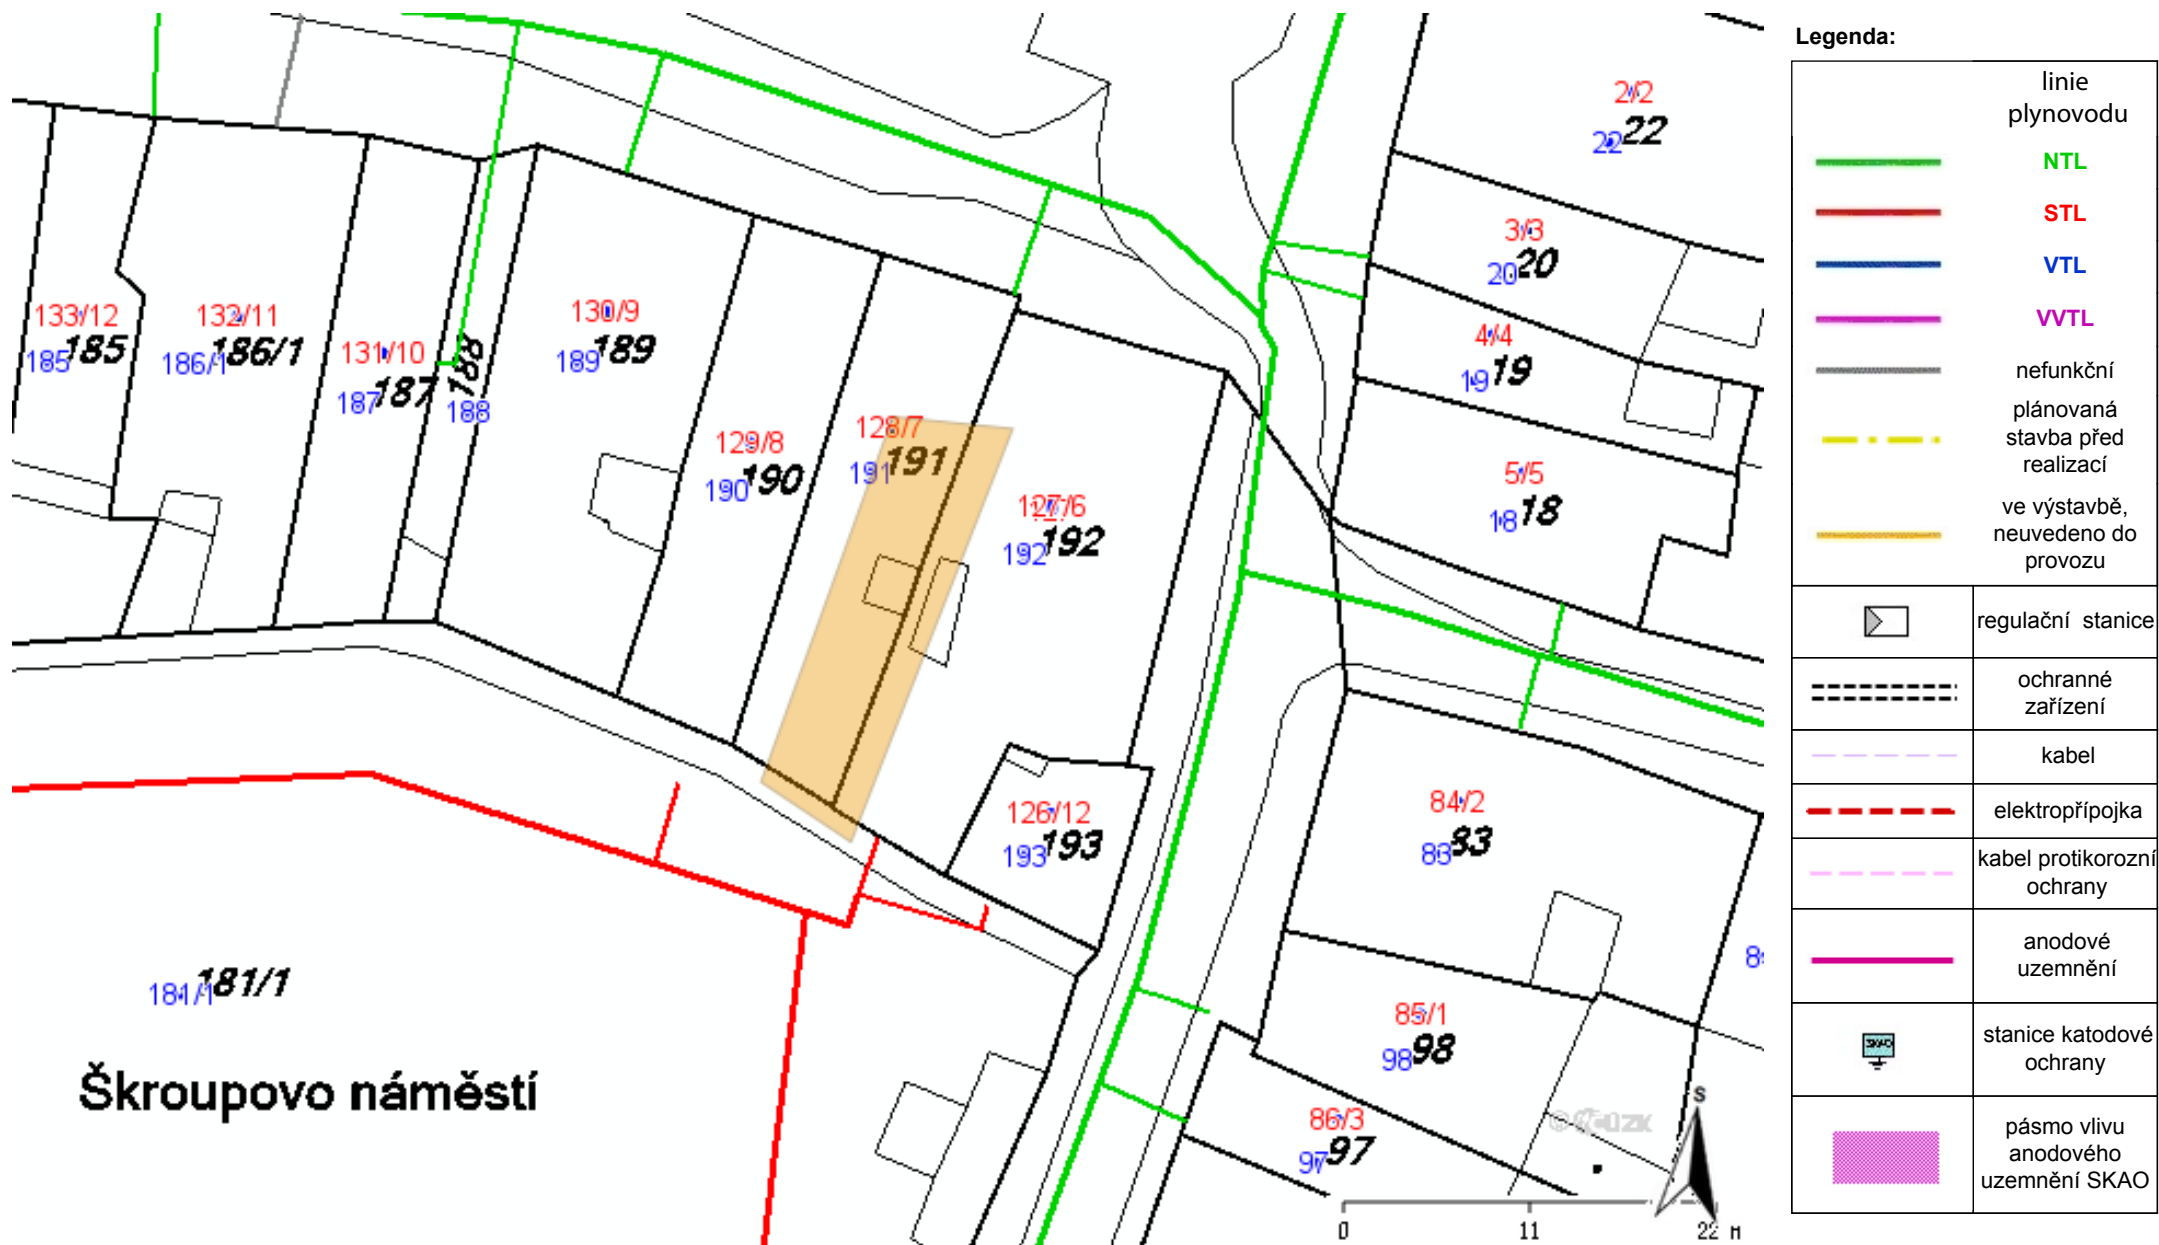 2/2
22 22
3/3
20 20
4/4
19 19
5/5
18 18
133/12
185 185
132/11
186/1 186/1
131/10
187 187
188
188
130/9
189 189
129/8
190 190
128/7
191 191
127/6
192 192
126/12
193 193
84/2
83 83
85/1
98 98
86/3
97 97
181/1 181/1
Škroupovo náměstí
S
0 11 22 м
Legenda:
linie
plynovodu
NTL
STL
VTL
VVTL
nefunkční
plánovaná
stavba před
realizací
ve výstavbě,
neuvedeno do
provozu
regulační stanice
ochranné
zařízení
kabel
elektropřípojka
kabel protikorozní
ochrany
anodové
uzemnění
SKAO
stanice katodové
ochrany
pásmo vlivu
anodového
uzemnění SKAO